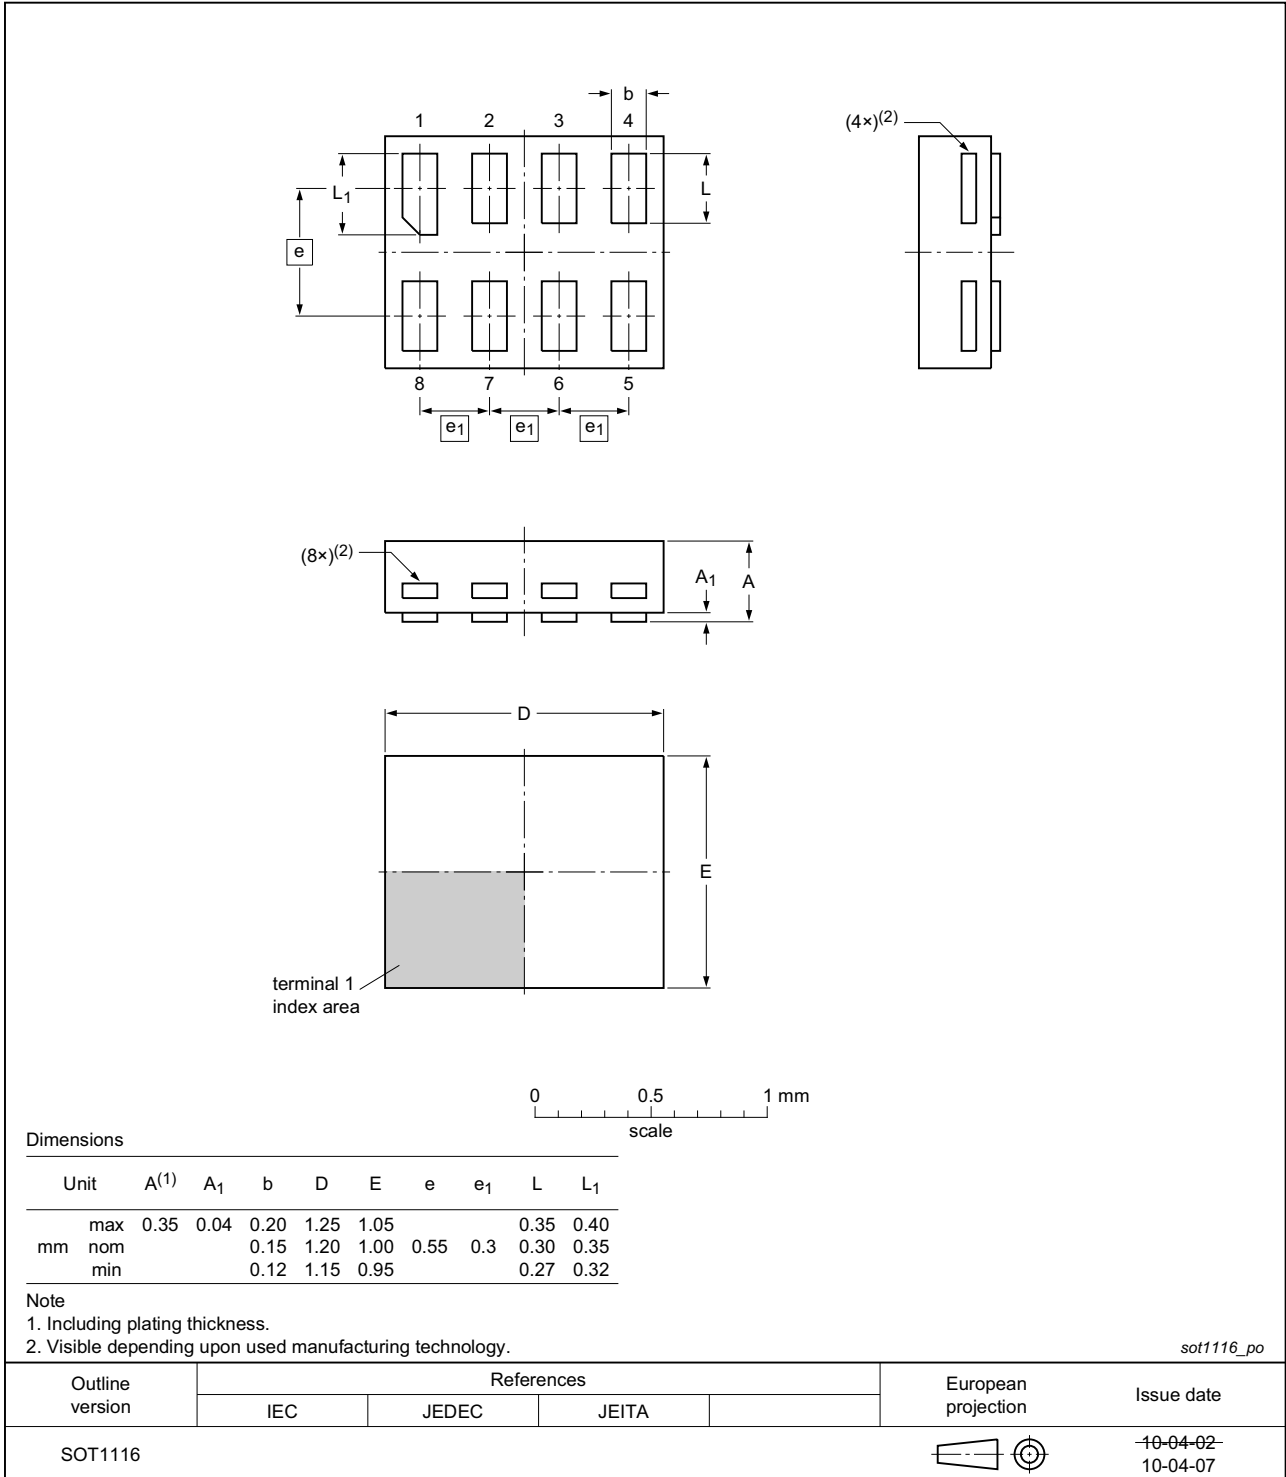 b
1 2 3 4
(4×)(2)
L1
L
e
8 7 6 5
e1 e1 e1
(8×)(2)
A1
A
D
E
terminal 1
index area
0 0.5 1 mm
scale
Dimensions
Unit A(1) A1 b D E e e1 L L1
max 0.35 0.04 0.20 1.25 1.05 0.35 0.40
mm nom 0.15 1.20 1.00 0.55 0.3 0.30 0.35
min 0.12 1.15 0.95 0.27 0.32
Note
1. Including plating thickness.
2. Visible depending upon used manufacturing technology.
sot1116_po
Outline
version
References
IEC JEDEC JEITA
European
projection
Issue date
SOT1116
10-04-02
10-04-07